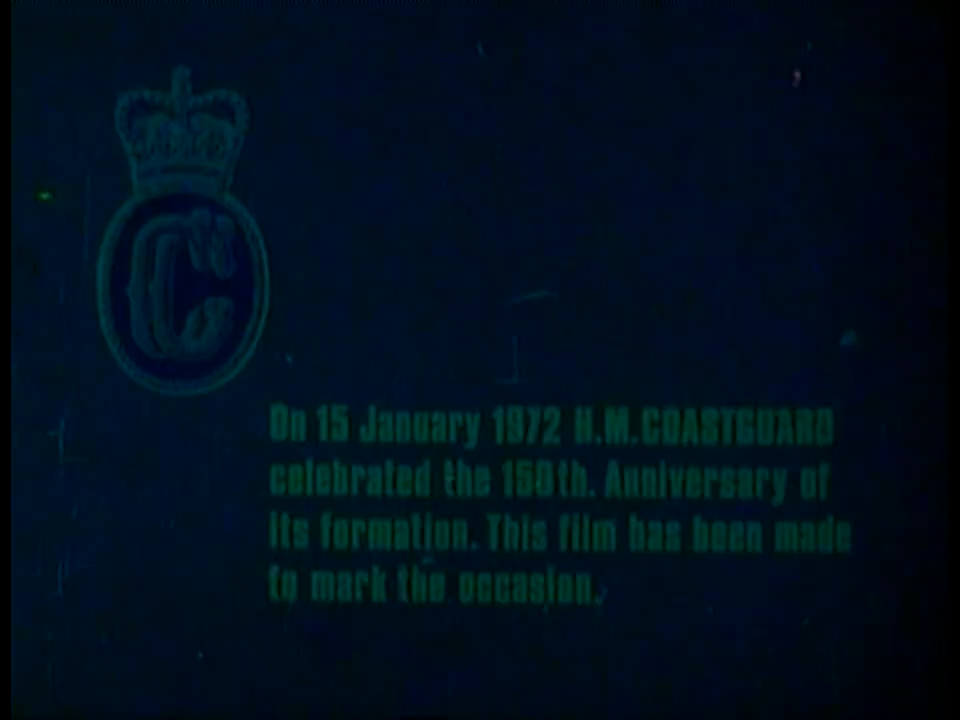 On 15 January 1972 H.M.COASTGUARD
celebrated the 150th. Anniversary of
its formation. This film has been made
to mark the occasion.